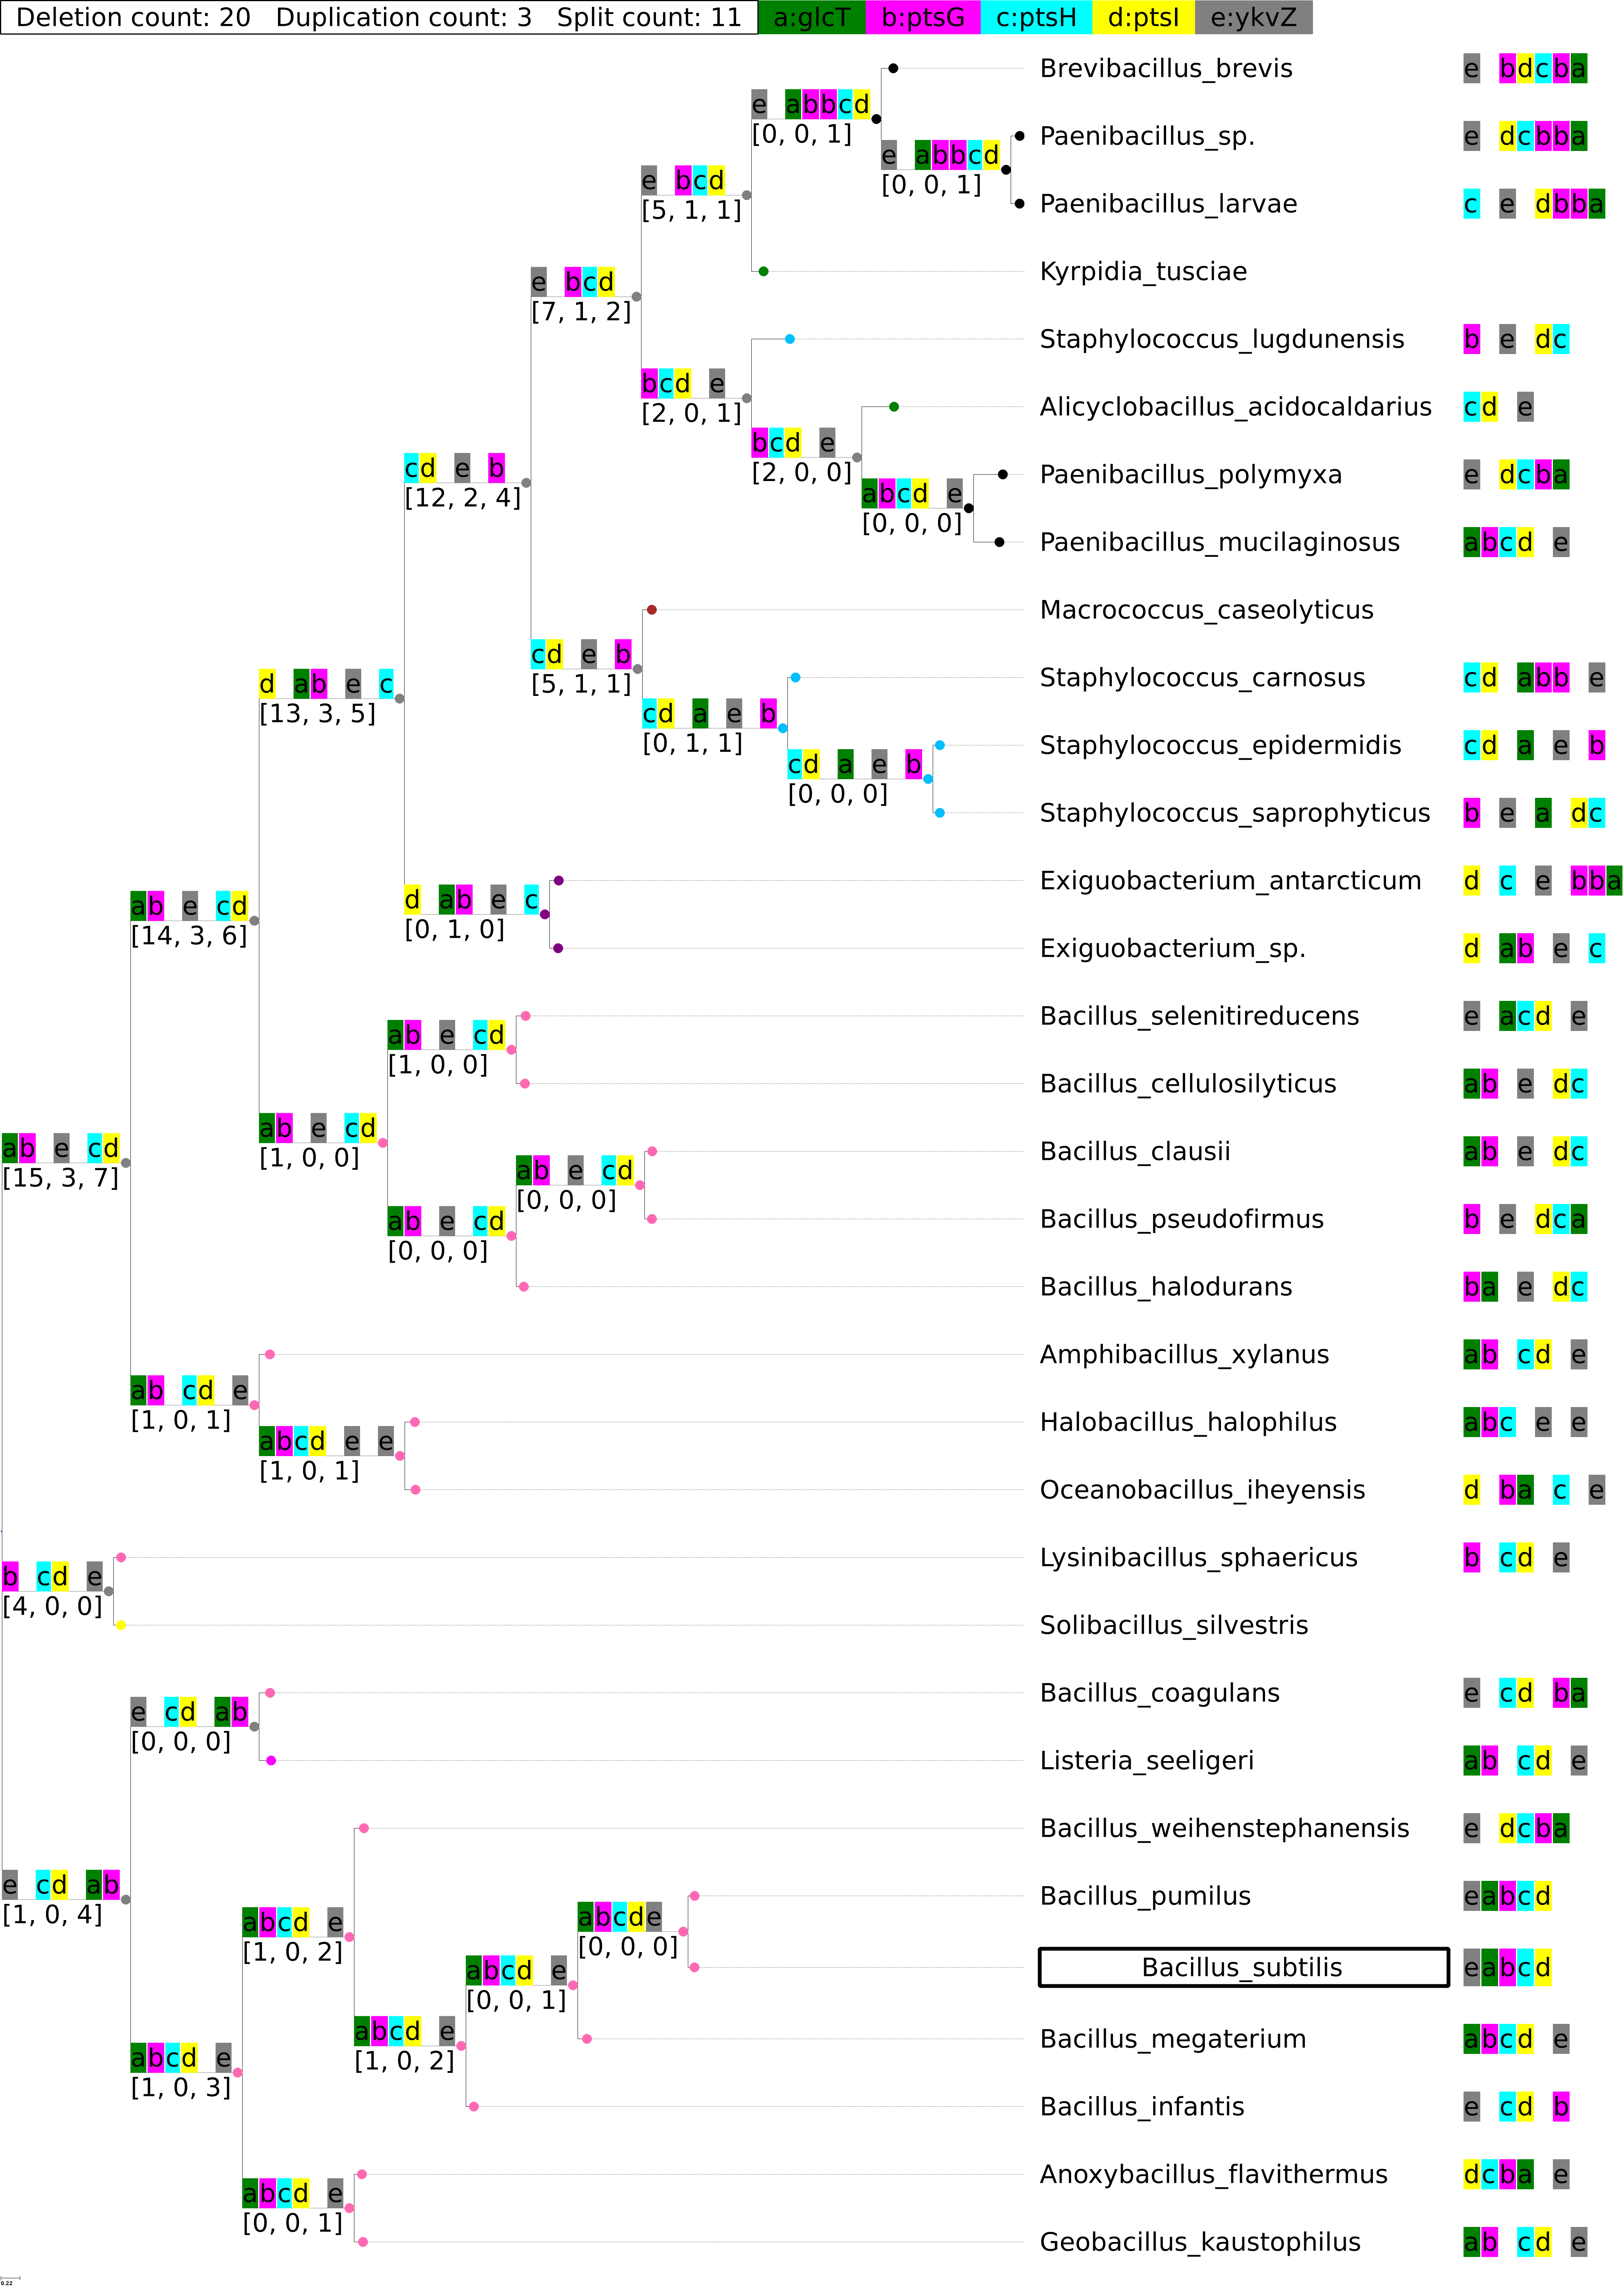 Deletion count: 20 Duplication count: 3 Split count: 11 a:glcT b:ptsG c:ptsH d:ptsI e:ykvZ
Brevibacillus_brevis e bdcba
e abbcd
[0, 0, 1]
Paenibacillus_sp. e dcbba
e abbcd
[0, 0, 1]
e bcd
[5, 1, 1]
Paenibacillus_larvae c e dbba
Kyrpidia_tusciae
e bcd
[7, 1, 2]
Staphylococcus_lugdunensis b e dc
bcd e
[2, 0, 1]
Alicyclobacillus_acidocaldarius cd e
bcd e
[2, 0, 0]
cd e b
[12, 2, 4]
Paenibacillus_polymyxa e dcba
abcd e
[0, 0, 0]
Paenibacillus_mucilaginosus abcd e
Macrococcus_caseolyticus
cd e b
[5, 1, 1]
Staphylococcus_carnosus cd abb e
d ab e c
[13, 3, 5]
cd a e b
[0, 1, 1]
Staphylococcus_epidermidis cd a e b
cd a e b
[0, 0, 0]
Staphylococcus_saprophyticus b e a dc
Exiguobacterium_antarcticum d c e bba
d ab e c
[0, 1, 0]
ab e cd
[14, 3, 6]
Exiguobacterium_sp. d ab e c
Bacillus_selenitireducens e acd e
ab e cd
[1, 0, 0]
Bacillus_cellulosilyticus ab e dc
ab e cd
[1, 0, 0]
ab e cd
[15, 3, 7]
Bacillus_clausii ab e dc
ab e cd
[0, 0, 0]
Bacillus_pseudofirmus b e dca
ab e cd
[0, 0, 0]
Bacillus_halodurans ba e dc
Amphibacillus_xylanus ab cd e
ab cd e
[1, 0, 1]
Halobacillus_halophilus abc e e
abcd e e
[1, 0, 1]
Oceanobacillus_iheyensis d ba c e
Lysinibacillus_sphaericus b cd e
b cd e
[4, 0, 0]
Solibacillus_silvestris
Bacillus_coagulans e cd ba
e cd ab
[0, 0, 0]
Listeria_seeligeri ab cd e
Bacillus_weihenstephanensis e dcba
e cd ab
[1, 0, 4]
Bacillus_pumilus eabcd
abcde
[0, 0, 0]
abcd e
[1, 0, 2]
Bacillus_subtilis eabcd
abcd e
[0, 0, 1]
abcd e
[1, 0, 2]
Bacillus_megaterium abcd e
abcd e
[1, 0, 3]
Bacillus_infantis e cd b
Anoxybacillus_flavithermus dcba e
abcd e
[0, 0, 1]
Geobacillus_kaustophilus ab cd e
0.22